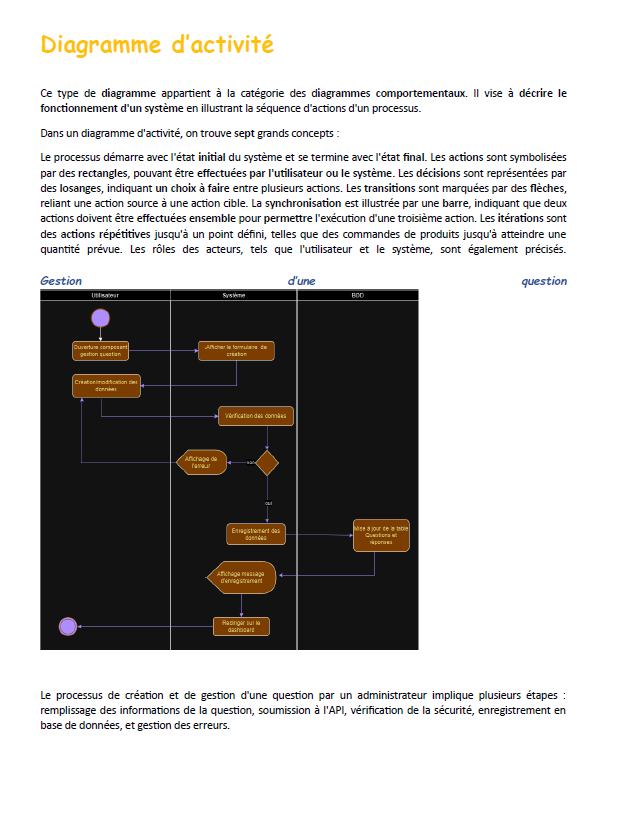 Diagramme d'activité
Ce type de diagramme appartient à la catégorie des diagrammes comportementaux. Il vise à décrire le
fonctionnement d'un système en illustrant la séquence d'actions d'un processus.
Dans un diagramme d'activité, on trouve sept grands concepts :
Le processus démarre avec l'état initial du système et se termine avec l'état final. Les actions sont symbolisées
par des rectangles, pouvant être effectuées par l'utilisateur ou le système. Les décisions sont représentées par
des losanges, indiquant un choix à faire entre plusieurs actions. Les transitions sont marquées par des flèches,
reliant une action source à une action cible. La synchronisation est illustrée par une barre, indiquant que deux
actions doivent être effectuées ensemble pour permettre l'exécution d'une troisième action. Les itérations sont
des actions répétitives jusqu'à un point défini, telles que des commandes de produits jusqu'à atteindre une
quantité prévue. Les rôles des acteurs, tels que l'utilisateur et le système, sont également précisés.
Gestion d'une question
Utilisateur Système BDD
Ouverture composant
gestion question
.Afficher le formulaire de
création
Création/modification des
données
Vérification des données
Affichage de
l'erreur
non
oui
Enregistrement des
données
Mise à jour de la table
Questions et
réponses
Affichage message
d'enregistrement
Rediriger sur le
dashboard
Le processus de création et de gestion d'une question par un administrateur implique plusieurs étapes :
remplissage des informations de la question, soumission à l'API, vérification de la sécurité, enregistrement en
base de données, et gestion des erreurs.